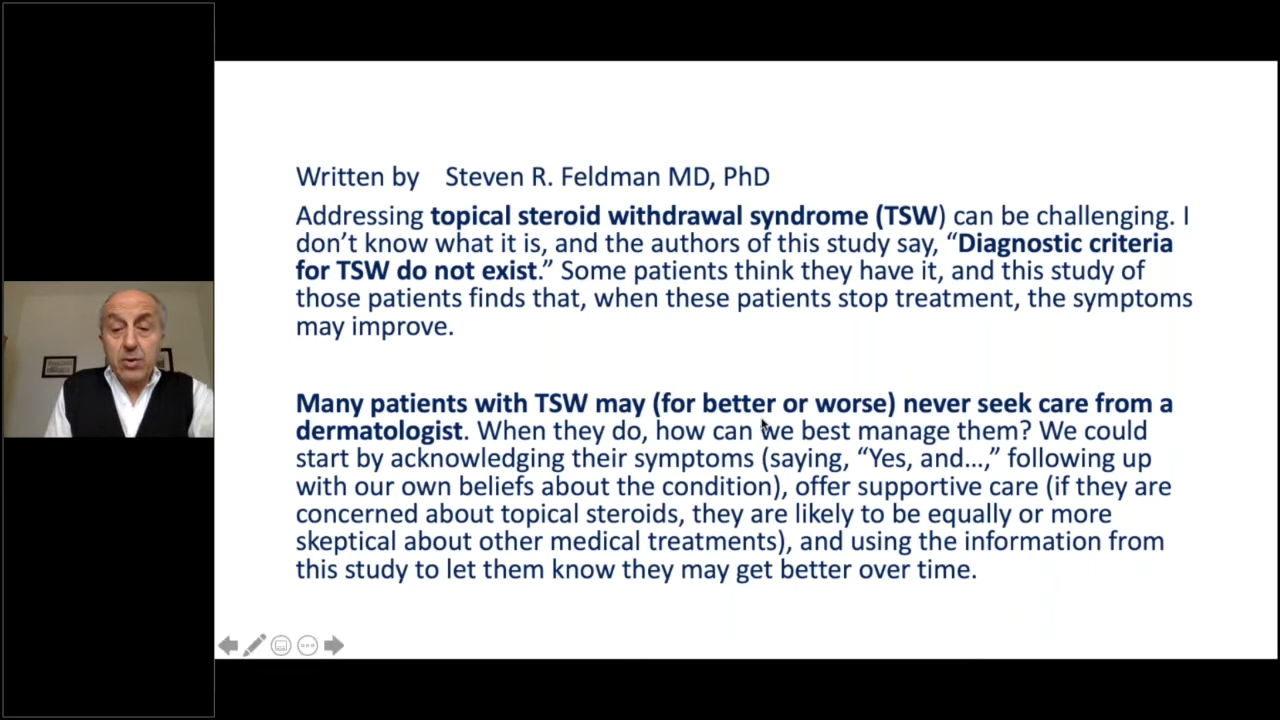 Written by Steven R. Feldman MD, PhD
Addressing topical steroid withdrawal syndrome (TSW) can be challenging. I
don’t know what it is, and the authors of this study say, “Diagnostic criteria
for TSW do not exist.” Some patients think they have it, and this study of
those patients finds that, when these patients stop treatment, the symptoms
may improve.
Many patients with TSW may (for better or worse) never seek care from a
dermatologist. When they do, how can we best manage them? We could
start by acknowledging their symptoms (saying, “Yes, and…,” following up
with our own beliefs about the condition), offer supportive care (if they are
concerned about topical steroids, they are likely to be equally or more
skeptical about other medical treatments), and using the information from
this study to let them know they may get better over time.